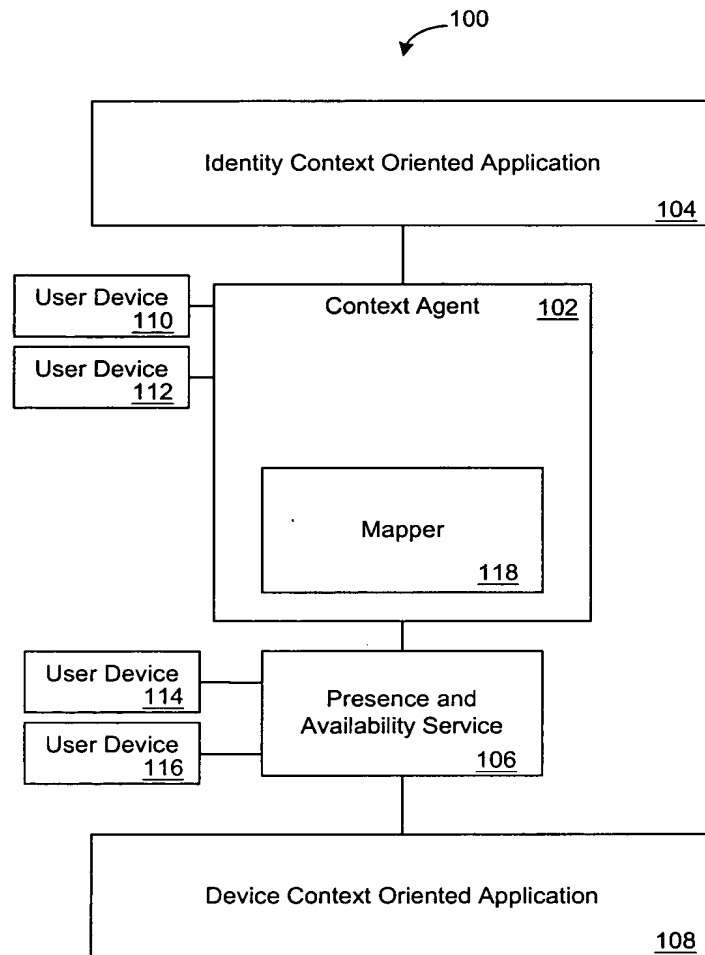 100
Identity Context Oriented Application
104
User Device
110
Context Agent
102
User Device
112
Mapper
118
User Device
114
Presence and
Availability Service
106
User Device
116
Device Context Oriented Application
108